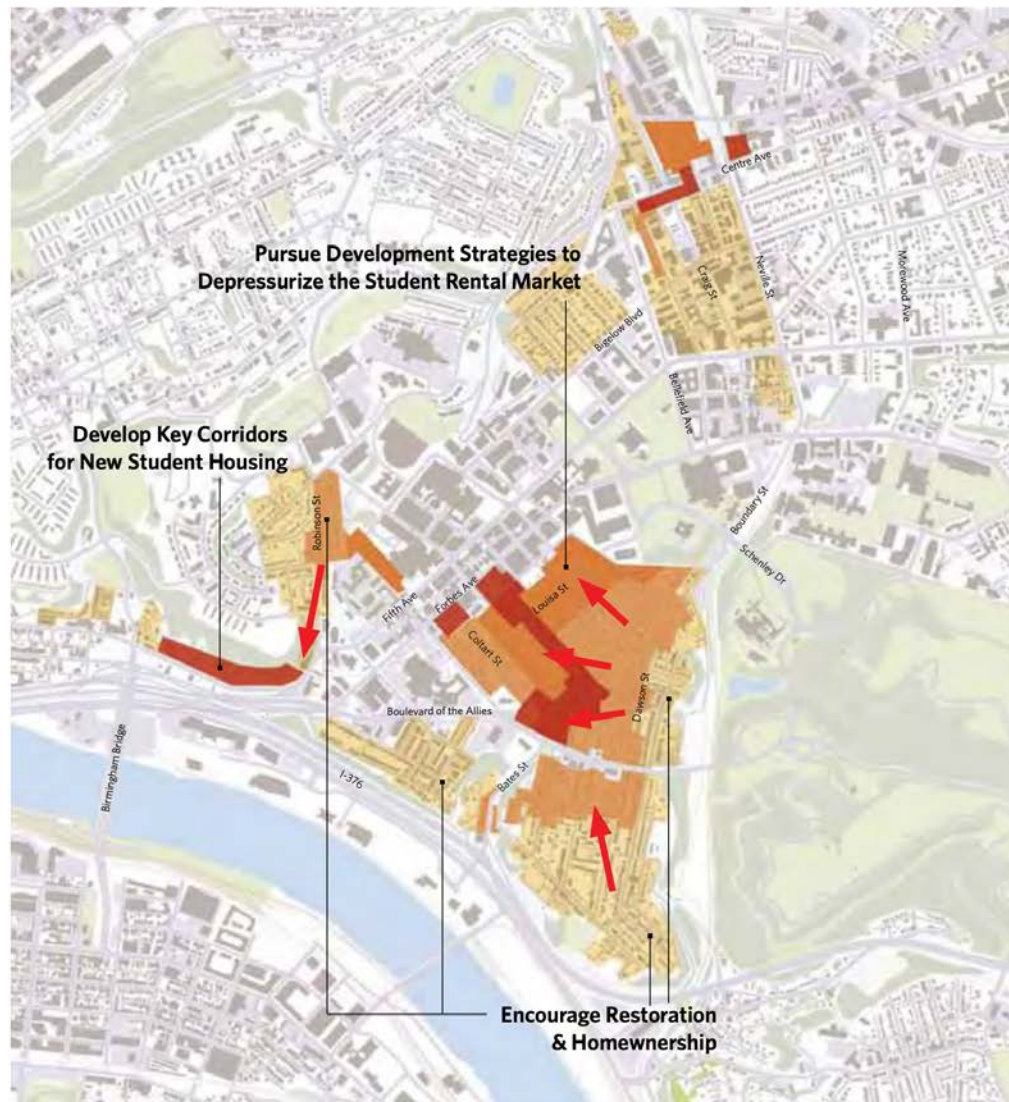 Centre Ave
Pursue Development Strategies to
Depressurize the Student Rental Market
Craig St
Neville St
Morewood Ave
Bigelow Blvd
Bellefield Ave
Develop Key Corridors
for New Student Housing
Robinson St
Boundary St
Schenley Dr
Fifth Ave
Forbes Ave
Louisa St
Coltart St
Dawson St
Boulevard of the Allies
Birmingham Bridge
I-376
Bates St
Encourage Restoration
& Homewnership